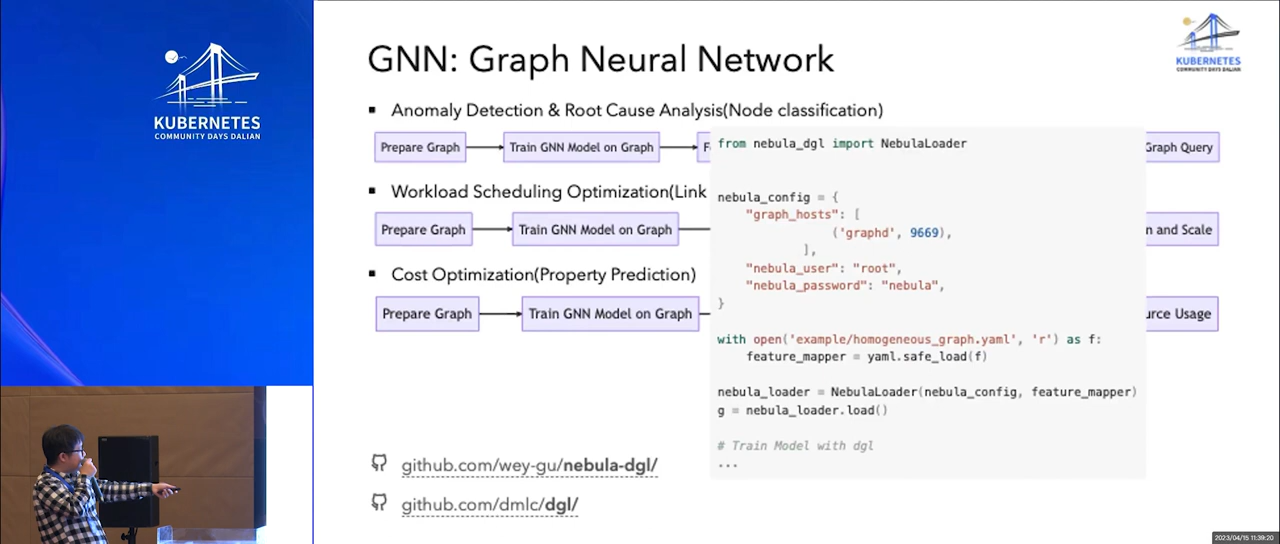 KUBERNETES
COMMUNITY DAYS DALIAN
KUBERNETES
COMMUNITY DAYS DALIAN
GNN: Graph Neural Network
▪ Anomaly Detection & Root Cause Analysis(Node classification)
Prepare Graph
Train GNN Model on Graph
Graph Query
▪ Workload Scheduling Optimization(Link
Prepare Graph
Train GNN Model on Graph
and Scale
▪ Cost Optimization(Property Prediction)
Prepare Graph
Train GNN Model on Graph
Usage
from nebula_dgl import NebulaLoader
nebula_config = {
"graph_hosts": [
('graphd', 9669),
],
"nebula_user": "root",
"nebula_password": "nebula",
}
with open('example/homogeneous_graph.yaml', 'r') as f:
feature_mapper = yaml.safe_load(f)
nebula_loader = NebulaLoader(nebula_config, feature_mapper)
g = nebula_loader.load()
# Train Model with dgl
...
github.com/wey-gu/nebula-dgl/
github.com/dmlc/dgl/
2023/04/15 11:39:20